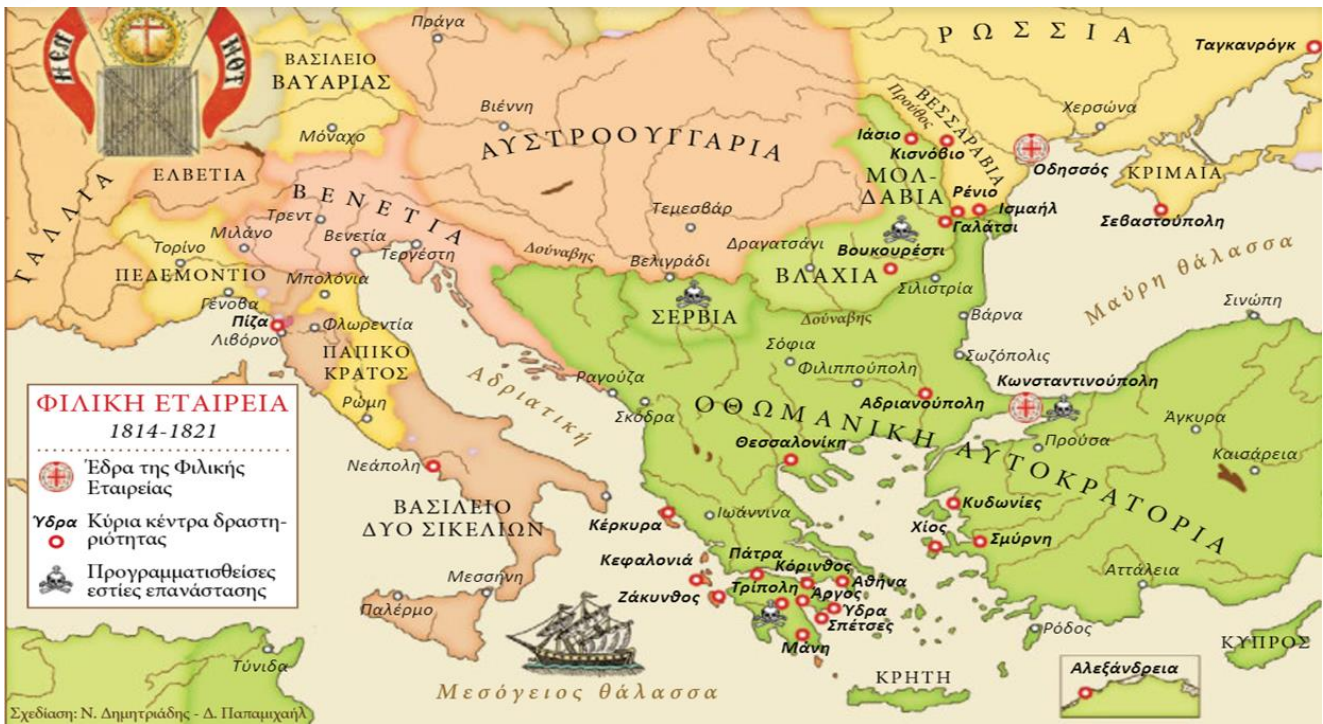 ΗΕΑ
ΗΘΤ
Πράγα
ΒΑΣΙΛΕΙΟ
ΒΑΥΑΡΙΑΣ
Μόναχο
Βιέννη
ΑΥΣΤΡΟΟΥΓΓΑΡΙΑ
ΡΩΣΣΙΑ
Ταγκανρόγκ
Χερσώνα
Προύθος
ΒΕΣΣΑΡΑΒΙΑ
Ιάσιο
Κισνόβιο
Οδησσός
ΜΟΛ-
ΔΑΒΙΑ
ΚΡΙΜΑΙΑ
Ρένιο
Ισμαήλ
Γαλάτσι
Σεβαστούπολη
ΓΑΛΛΙΑ
ΕΛΒΕΤΙΑ
ΒΕΝΕΤΙΑ
Τρεντ
Μιλάνο
Βενετία
Τεργέστη
Τορίνο
ΠΕΔΕΜΟΝΤΙΟ
Μπολόνια
Γένοβα
Πίζα
Λιβόρνο
Φλωρεντία
ΠΑΠΙΚΟ
ΚΡΑΤΟΣ
Ρώμη
Τεμεσβάρ
Δούναβης
Βελιγράδι
Δραγατσάγι
Βουκουρέστι
ΒΛΑΧΙΑ
Σιλιστρία
ΣΕΡΒΙΑ
Δούναβης
Μαύρη θάλασσα
Σινώπη
Βάρνα
Σόφια
Σωζόπολις
Φιλιππούπολη
Αδριατική
Ραγούζα
Σκόδρα
Αδριανούπολη
Κωνσταντινούπολη
ΟΘΩΜΑΝΙΚΗ ΑΥΤΟΚΡΑΤΟΡΙΑ
Άγκυρα
Προύσα
Καισάρεια
Θεσσαλονίκη
Νεάπολη
ΒΑΣΙΛΕΙΟ
ΔΥΟ ΣΙΚΕΛΙΩΝ
Κέρκυρα
Ιωάννινα
Κυδωνίες
Χίος
Σμύρνη
Κεφαλονιά
Πάτρα
Κόρινθος
Αθήνα
Ζάκυνθος
Τρίπολη
Άργος
Ύδρα
Σπέτσες
Μάνη
Αττάλεια
Ρόδος
ΚΥΠΡΟΣ
ΚΡΗΤΗ
Αλεξάνδρεια
Μεσσήνη
Παλέρμο
Τύνιδα
Μεσόγειος θάλασσα
ΦΙΛΙΚΗ ΕΤΑΙΡΕΙΑ
1814-1821
Έδρα της Φιλικής
Εταιρείας
Ύδρα Κύρια κέντρα δραστη-
ριότητας
Προγραμματισθείσες
εστίες επανάστασης
Σχεδίαση: Ν. Δημητριάδης - Δ. Παπαμιχαήλ